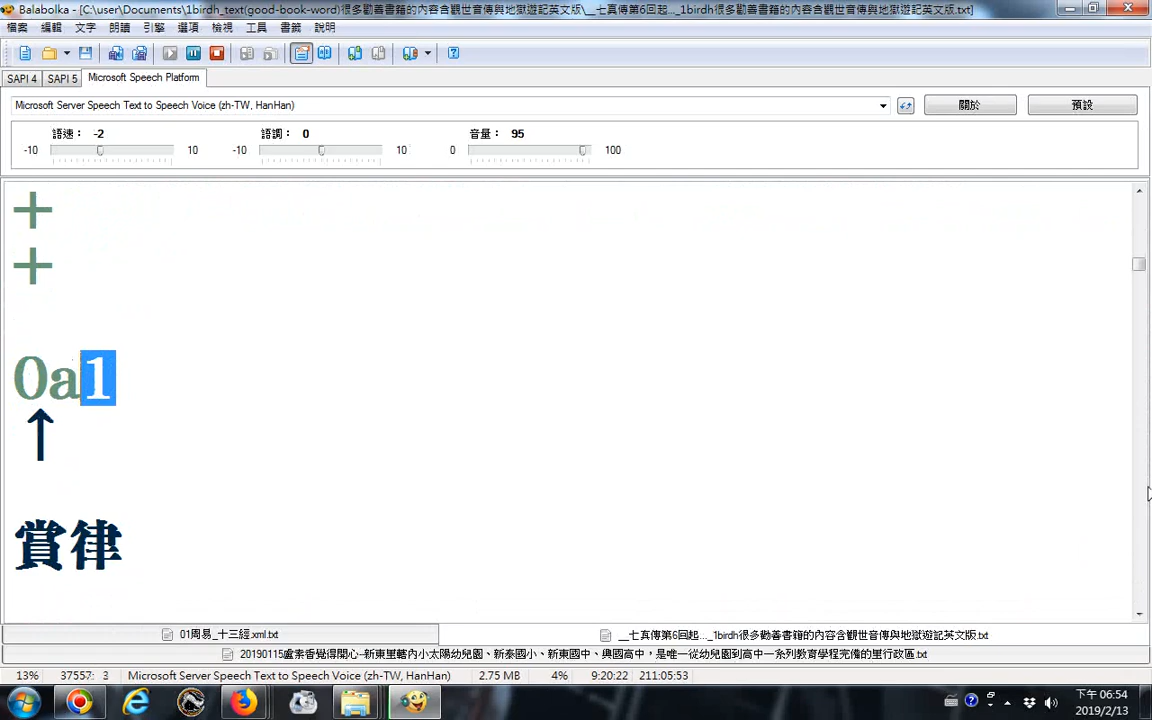 Balabolka - [C:\user\Documents\1birdh_text(good-book-word)很多勸善書籍的內容含觀世音傳與地獄遊記英文版\__七真傳第6回起..._1birdh很多勸善書籍的內容含觀世音傳與地獄遊記英文版.txt]
檔案 編輯 文字 朗讀 引擎 選項 檢視 工具 書籤 說明
SAPI 4 SAPI 5 Microsoft Speech Platform
Microsoft Server Speech Text to Speech Voice (zh-TW, HanHan) 關於 預設
語速： -2 語調： 0 音量： 95
-10 10 -10 10 0 100
+
+
0a1
↑
賞律
01周易_十三經.xml.txt __七真傳第6回起..._1birdh很多勸善書籍的內容含觀世音傳與地獄遊記英文版.txt
20190115盧素香覺得開心-新東里轄內小太陽幼兒園、新泰國小、新東國中、興國高中，是唯一從幼兒園到高中一系列教育學程完備的里行政區.txt
13% 37557: 3 Microsoft Server Speech Text to Speech Voice (zh-TW, HanHan) 2.75 MB 4% 9:20:22 211:05:53
下午 06:54
2019/2/13